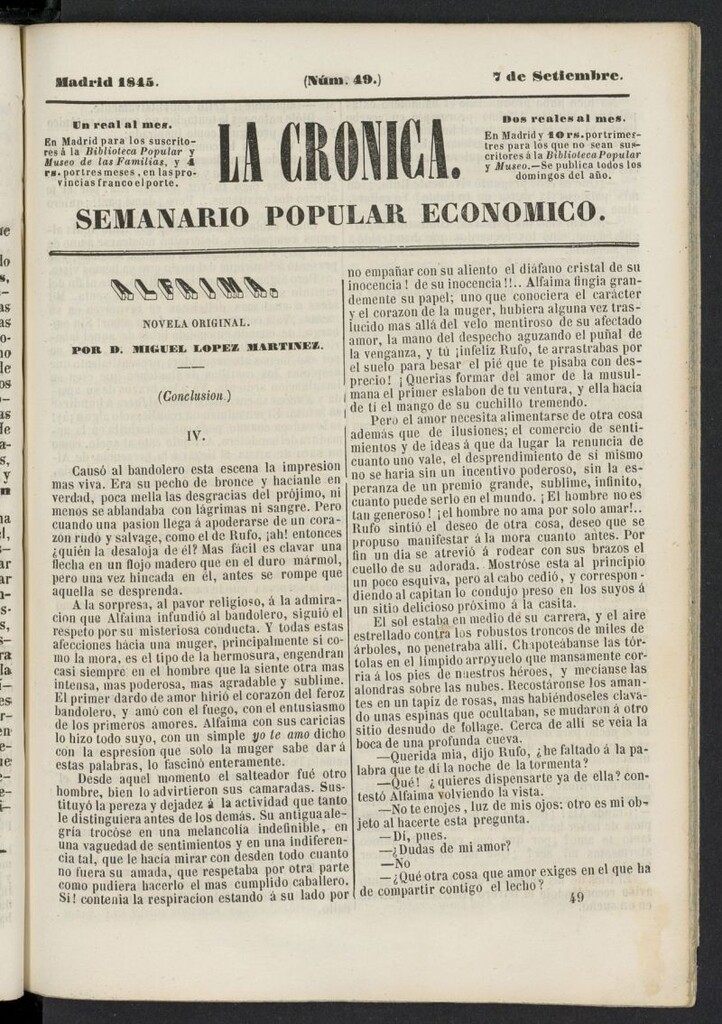 Madrid 1845.
(Núm. 49.)
7 de Setiembre.
Un real al mes.
En Madrid para los suscrito-
res á la Biblioteca Popular y
Museo de las Familias, y 4
rs. por tres meses, en las pro-
vincias franco el porte.
LA CRONICA.
Dos reales al mes.
En Madrid y 10 rs. por trimes-
tres para los que no sean sus-
critores á la Biblioteca Popular
y Museo.—Se publica todos los
domingos del año.
SEMANARIO POPULAR ECONOMICO.
ALFAIMA.
NOVELA ORIGINAL.
POR D. MIGUEL LOPEZ MARTINEZ.
(Conclusion.)
IV.
Causó al bandolero esta escena la impresion
mas viva. Era su pecho de bronce y hacianle en
verdad, poca mella las desgracias del prójimo, ni
menos se ablandaba con lágrimas ni sangre. Pero
cuando una pasion llega á apoderarse de un cora-
zon rudo y salvage, como el de Rufo, ¡ah! entonces
¿quién la desaloja de él? Mas fácil es clavar una
flecha en un flojo madero que en el duro mármol,
pero una vez hincada en él, antes se rompe que
aquella se desprenda.
A la sorpresa, al pavor religioso, á la admira-
cion que Alfaima infundió al bandolero, siguió el
respeto por su misteriosa conducta. Y todas estas
afecciones hácia una muger, principalmente si co-
mo la mora, es el tipo de la hermosura, engendran
casi siempre en el hombre que la siente otra mas
intensa, mas poderosa, mas agradable y sublime.
El primer dardo de amor hirió el corazon del feroz
bandolero, y amó con el fuego, con el entusiasmo
de los primeros amores. Alfaima con sus caricias
lo hizo todo suyo, con un simple yo te amo dicho
con la espresion que solo la muger sabe dar á
estas palabras, lo fascinó enteramente.
Desde aquel momento el salteador fué otro
hombre, bien lo advirtieron sus camaradas. Sus-
tituyó la pereza y dejadez á la actividad que tanto
le distinguiera antes de los demás. Su antigua ale-
gría trocóse en una melancolía indefinible, en
una vaguedad de sentimientos y en una indiferen-
cia tal, que le hacía mirar con desden todo cuanto
no fuera su amada, que respetaba por otra parte
como pudiera hacerlo el mas cumplido caballero.
Si! contenia la respiracion estando á su lado por
no empañar con su aliento el diáfano cristal de su
inocencia! de su inocencia!!.. Alfaima fingia gran-
demente su papel; uno que conociera el carácter
y el corazon de la muger, hubiera alguna vez tras-
lucido mas allá del velo mentiroso de su afectado
amor, la mano del despecho aguzando el puñal de
la venganza, y tú ¡infeliz Rufo, te arrastrabas por
el suelo para besar el pié que te pisaba con des-
precio! ¡Querias formar del amor de la musul-
mana el primer eslabon de tu ventura, y ella hacía
de tí el mango de su cuchillo tremendo.
Pero el amor necesita alimentarse de otra cosa
además que de ilusiones; el comercio de senti-
mientos y de ideas á que da lugar la renuncia de
cuanto uno vale, el desprendimiento de sí mismo
no se haria sin un incentivo poderoso, sin la es-
peranza de un premio grande, sublime, infinito,
cuanto puede serlo en el mundo. ¡El hombre no es
tan generoso! ¡el hombre no ama por solo amar!..
Rufo sintió el deseo de otra cosa, deseo que se
propuso manifestar á la mora cuanto antes. Por
fin un dia se atrevió á rodear con sus brazos el
cuello de su adorada. Mostróse esta al principio
un poco esquiva, pero al cabo cedió, y correspon-
diendo al capitan lo condujo preso en los suyos á
un sitio delicioso próximo á la casita.
El sol estaba en medio de su carrera, y el aire
estrellado contra los robustos troncos de miles de
árboles, no penetraba allí. Chapoteábanse las tór-
tolas en el límpido arroyuelo que mansamente cor-
ria á los pies de nuestros héroes, y mecíanse las
alondras sobre las nubes. Recostáronse los aman-
tes en un tapiz de rosas, mas habiéndoseles clava-
do unas espinas que ocultaban, se mudaron á otro
sitio desnudo de follage. Cerca de allí se veia la
boca de una profunda cueva.
—Querida mia, dijo Rufo, ¿he faltado á la pa-
labra que te dí la noche de la tormenta?
—Qué! ¿quieres dispensarte ya de ella? con-
testó Alfaima volviendo la vista.
—No te enojes, luz de mis ojos: otro es mi ob-
jeto al hacerte esta pregunta.
—Dí, pues.
—¿Dudas de mi amor?
—No
—¿Qué otra cosa que amor exiges en el que ha
de compartir contigo el lecho?
49